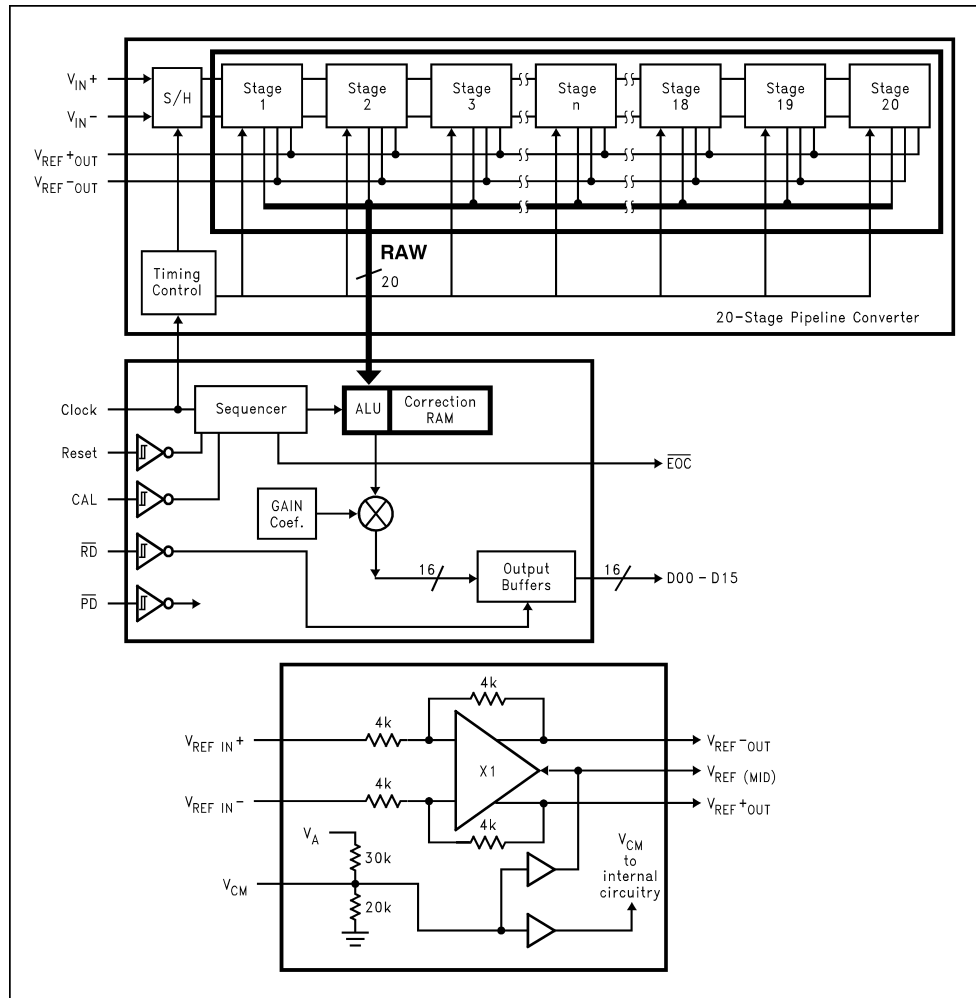 V_IN+
V_IN-
S/H
Stage 1
Stage 2
Stage 3
Stage n
Stage 18
Stage 19
Stage 20
V_REF+OUT
V_REF-OUT
RAW
20
Timing Control
20-Stage Pipeline Converter
Clock
Sequencer
ALU
Correction RAM
Reset
EOC
CAL
GAIN Coef.
RD
16
Output Buffers
16
D00 - D15
PD
4k
V_REF IN+
4k
V_REF-OUT
X1
V_REF (MID)
V_REF IN-
4k
V_REF+OUT
4k
V_A
30k
V_CM to internal circuitry
V_CM
20k